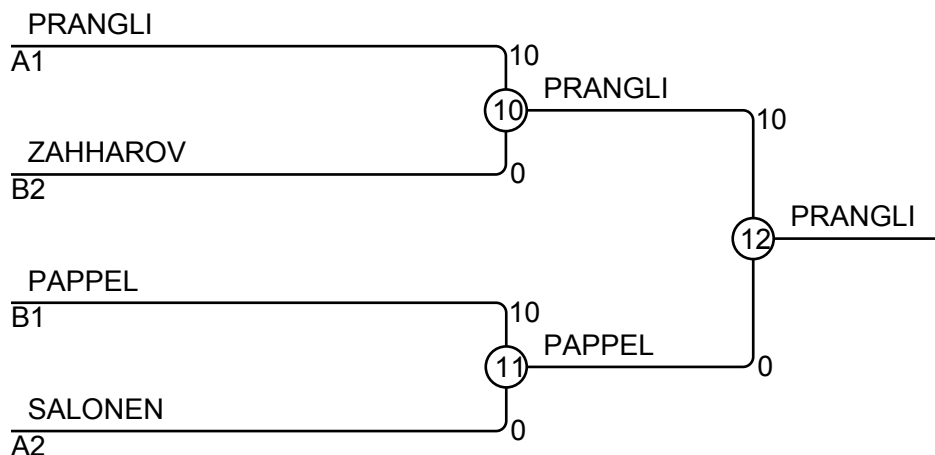 PRANGLI
A1
10
10
PRANGLI
ZAHHAROV
B2
0
10
12
PRANGLI
PAPPEL
B1
10
11
PAPPEL
0
SALONEN
A2
0